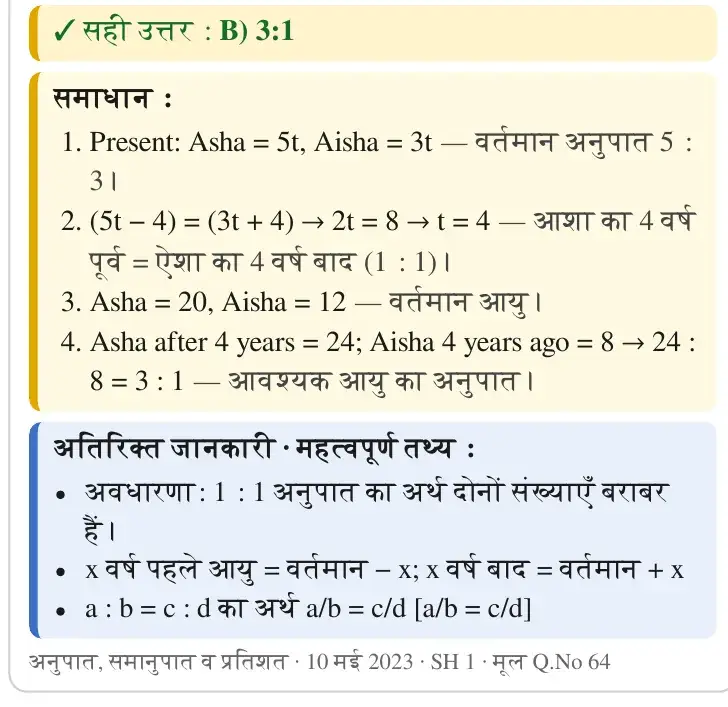 ✓ सही उत्तर : B) 3:1
समाधान :
1. Present: Asha = 5t, Aisha = 3t — वर्तमान अनुपात 5 :
3।
2. (5t − 4) = (3t + 4) → 2t = 8 → t = 4 — आशा का 4 वर्ष
पूर्व = ऐशा का 4 वर्ष बाद (1 : 1)।
3. Asha = 20, Aisha = 12 — वर्तमान आयु।
4. Asha after 4 years = 24; Aisha 4 years ago = 8 → 24 :
8 = 3 : 1 — आवश्यक आयु का अनुपात।
अतिरिक्त जानकारी · महत्वपूर्ण तथ्य :
• अवधारणा: 1 : 1 अनुपात का अर्थ दोनों संख्याएँ बराबर
हैं।
• x वर्ष पहले आयु = वर्तमान − x; x वर्ष बाद = वर्तमान + x
• a : b = c : d का अर्थ a/b = c/d [a/b = c/d]
अनुपात, समानुपात व प्रतिशत · 10 मई 2023 · SH 1 · मूल Q.No 64